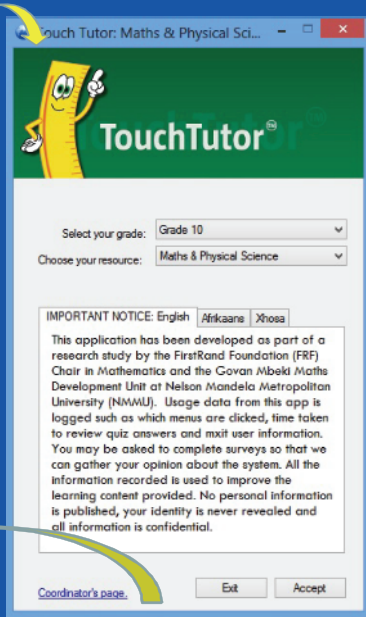 Touch Tutor: Maths & Physical Sci...
TouchTutor®
Select your grade: Grade 10
Choose your resource: Maths & Physical Science
IMPORTANT NOTICE: English Afrikaans Xhosa
This application has been developed as part of a
research study by the FirstRand Foundation (FRF)
Chair in Mathematics and the Govan Mbeki Maths
Development Unit at Nelson Mandela Metropolitan
University (NMMU). Usage data from this app is
logged such as which menus are clicked, time taken
to review quiz answers and mxit user information.
You may be asked to complete surveys so that we
can gather your opinion about the system. All the
information recorded is used to improve the
learning content provided. No personal information
is published, your identity is never revealed and
all information is confidential.
Coordinator's page. Exit Accept